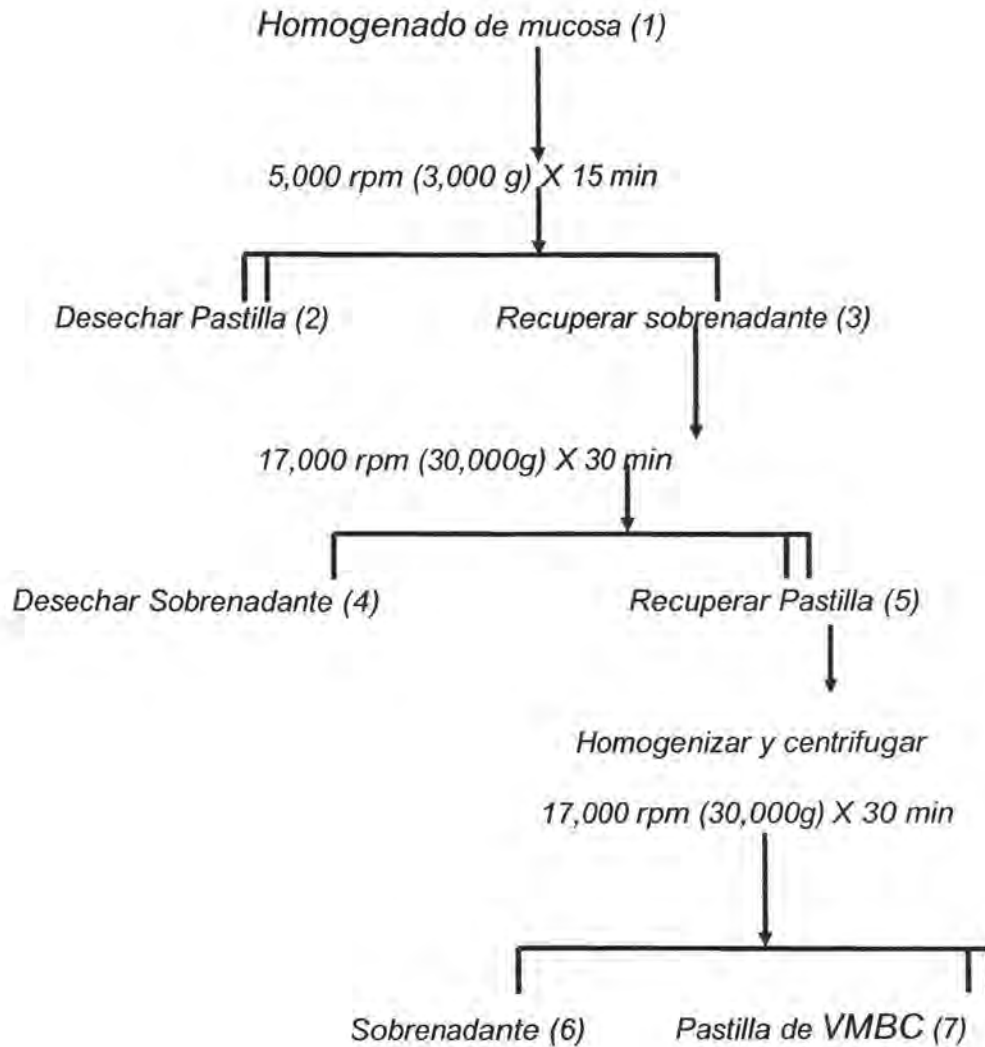 Homogenado de mucosa (1)
5,000 rpm (3,000 g) X 15 min
Desechar Pastilla (2) Recuperar sobrenadante (3)
17,000 rpm (30,000g) X 30 min
Desechar Sobrenadante (4) Recuperar Pastilla (5)
Homogenizar y centrifugar
17,000 rpm (30,000g) X 30 min
Sobrenadante (6) Pastilla de VMBC (7)